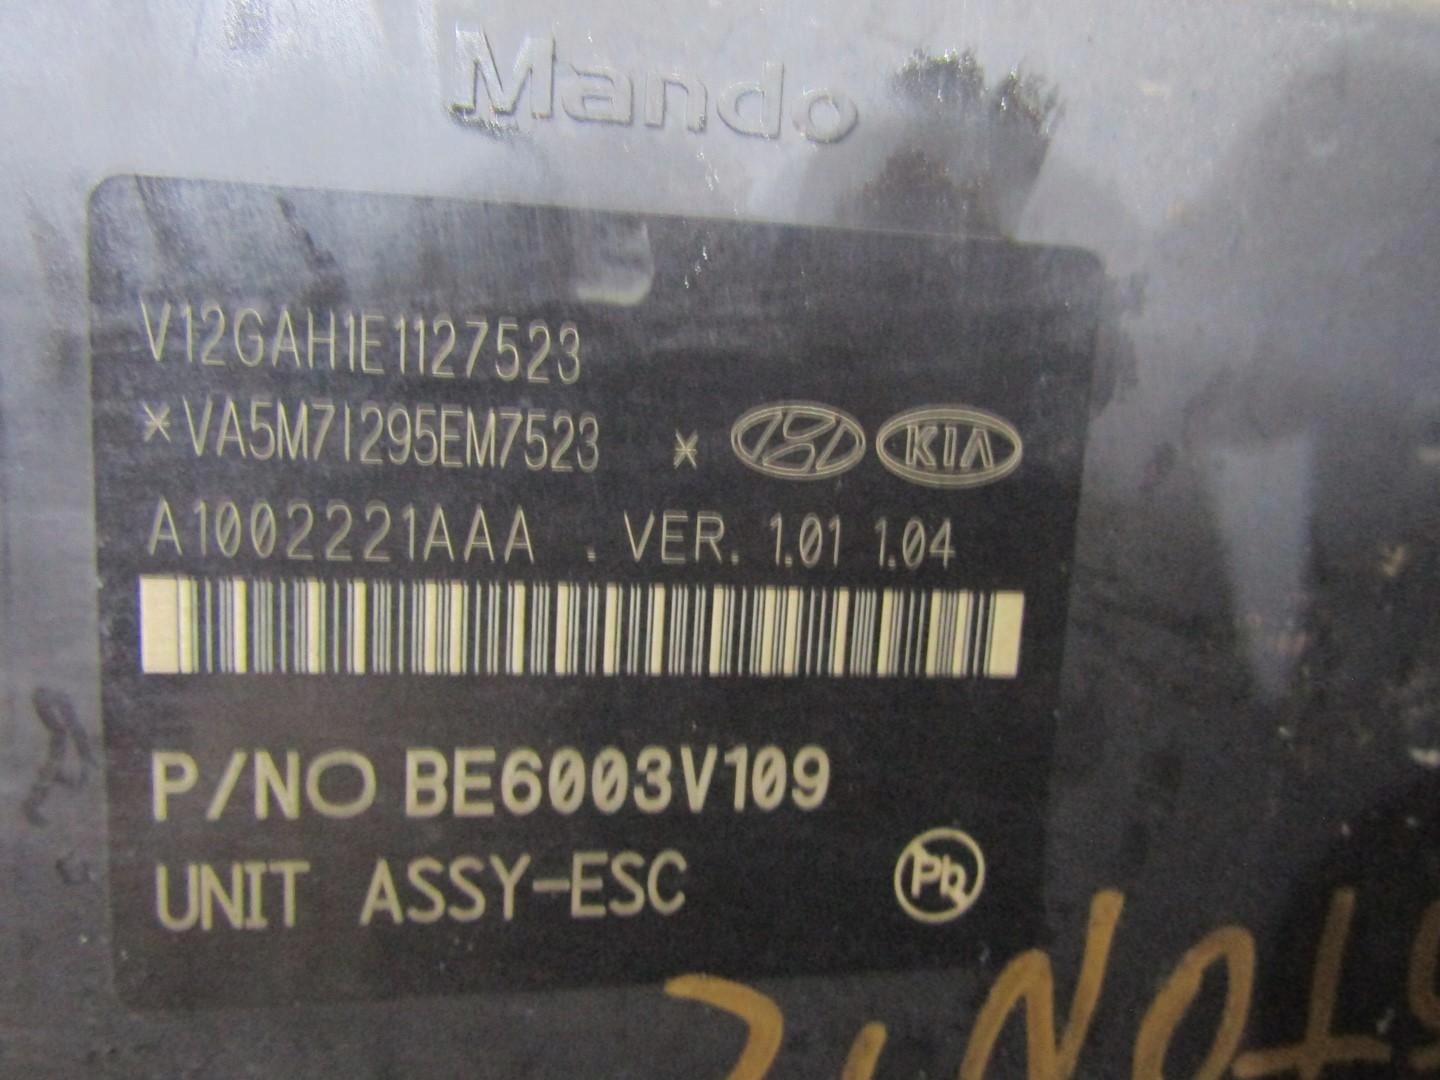 Mando
V12GAH1E1127523
*VA5M71295EM7523 *
KIA
A1002221AAA . VER. 1.01 1.04
P/NO BE6003V109
UNIT ASSY-ESC
Pb